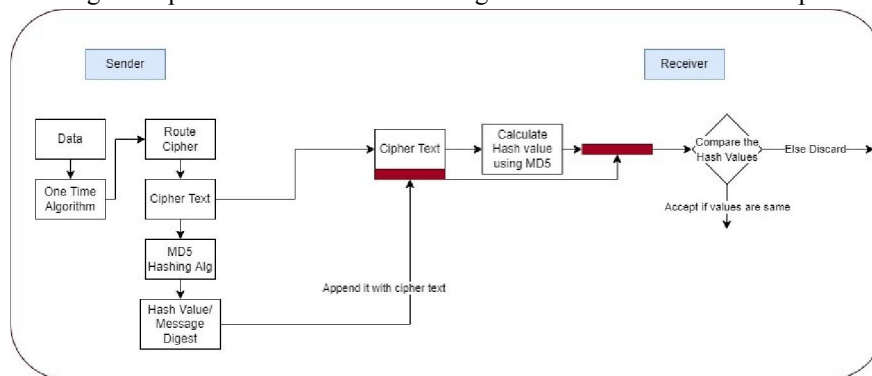 Sender
Receiver
Data
One Time
Algorithm
Route
Cipher
Cipher Text
MD5
Hashing Alg
Hash Value/
Message
Digest
Append it with cipher text
Cipher Text
Calculate
Hash value
using MD5
Compare the
Hash Values
Else Discard
Accept if values are same